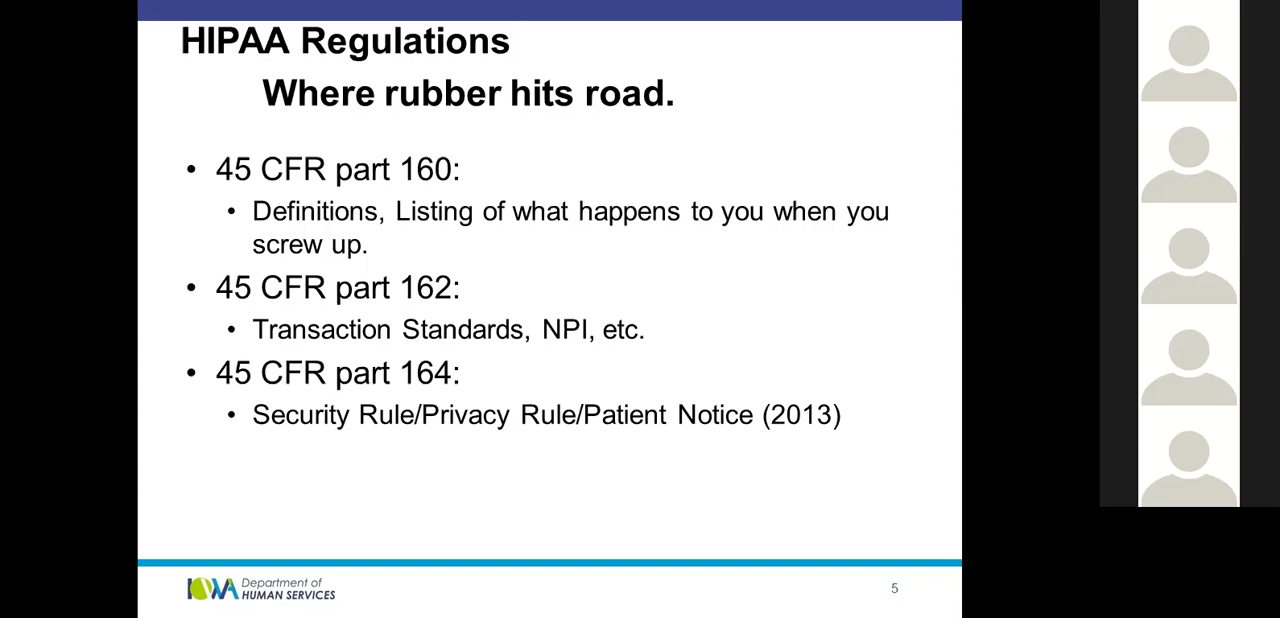 HIPAA Regulations
Where rubber hits road.
• 45 CFR part 160:
• Definitions, Listing of what happens to you when you
screw up.
• 45 CFR part 162:
• Transaction Standards, NPI, etc.
• 45 CFR part 164:
• Security Rule/Privacy Rule/Patient Notice (2013)
IOWA Department of
HUMAN SERVICES
5